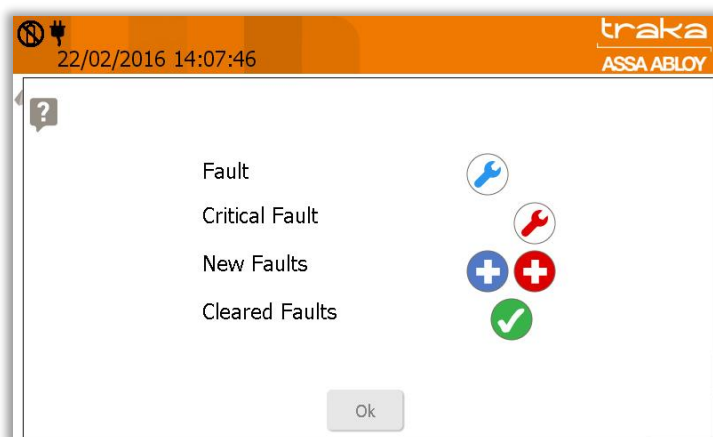 traka
22/02/2016 14:07:46
ASSA ABLOY
?
Fault
Critical Fault
New Faults
Cleared Faults
Ok